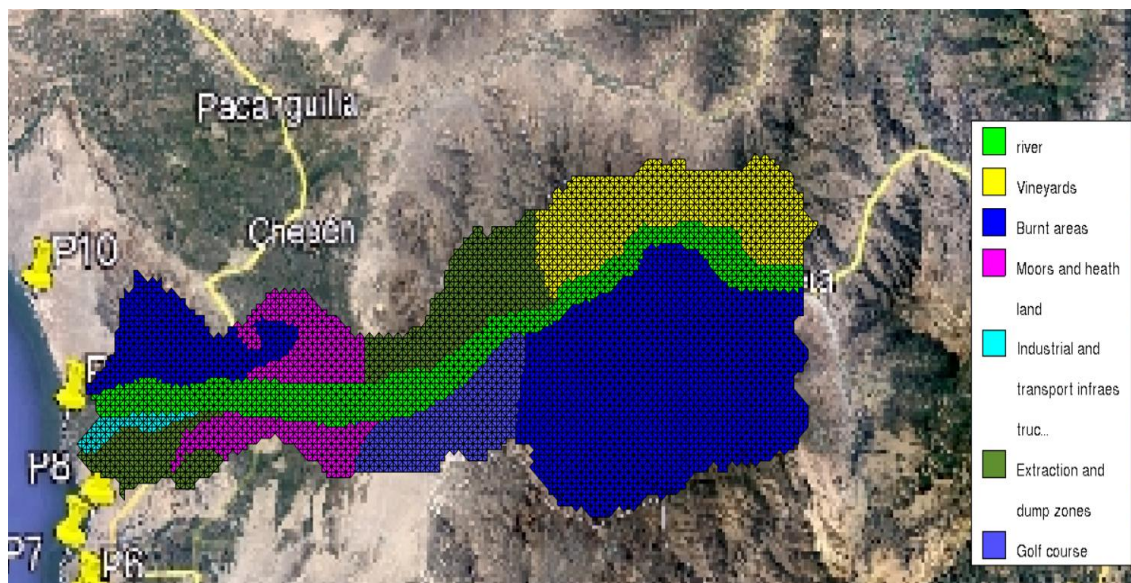 Pacanguilla
Chepén
P10
P8
P7
P6
river
Vineyards
Burnt areas
Moors and heath
land
Industrial and
transport infraes
truc...
Extraction and
dump zones
Golf course